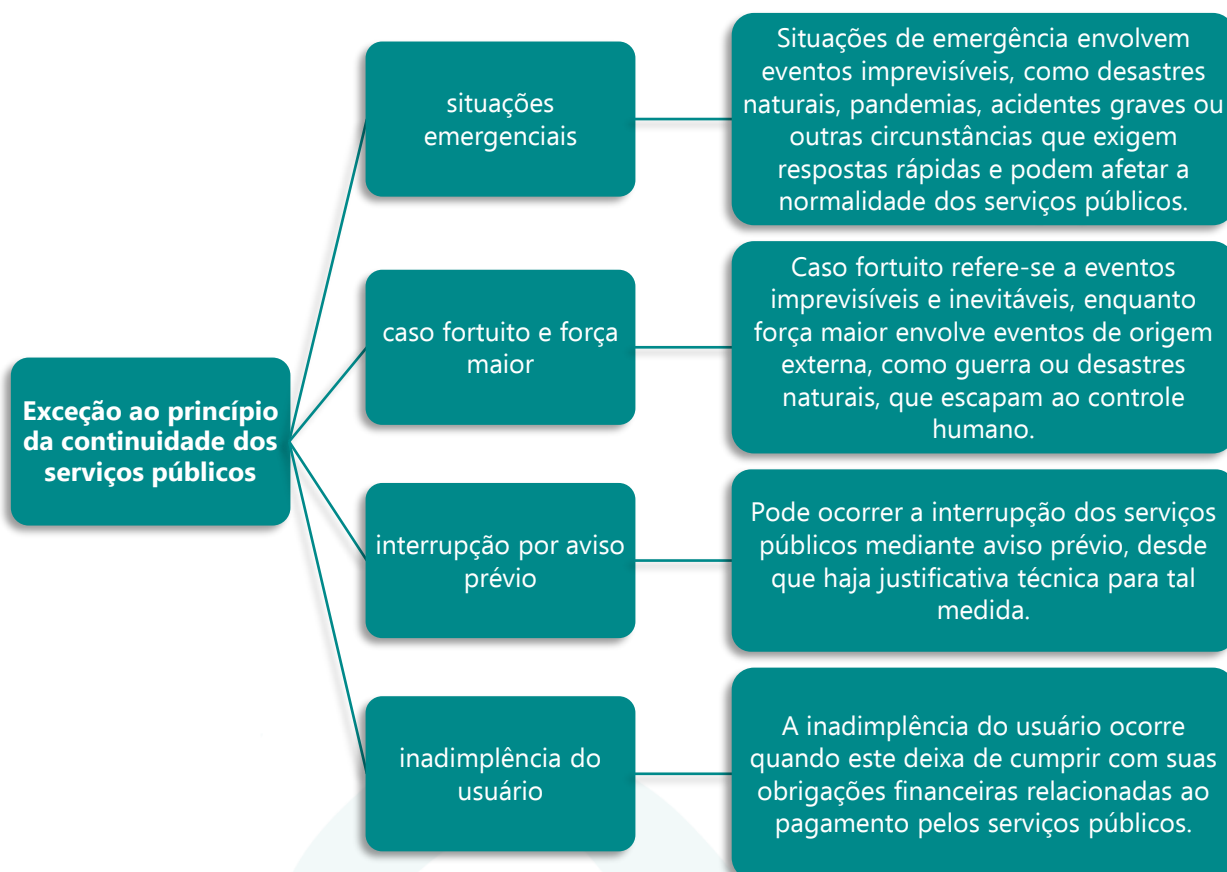 Exceção ao princípio
da continuidade dos
serviços públicos
situações
emergenciais
Situações de emergência envolvem
eventos imprevisíveis, como desastres
naturais, pandemias, acidentes graves ou
outras circunstâncias que exigem
respostas rápidas e podem afetar a
normalidade dos serviços públicos.
caso fortuito e força
maior
Caso fortuito refere-se a eventos
imprevisíveis e inevitáveis, enquanto
força maior envolve eventos de origem
externa, como guerra ou desastres
naturais, que escapam ao controle
humano.
interrupção por aviso
prévio
Pode ocorrer a interrupção dos serviços
públicos mediante aviso prévio, desde
que haja justificativa técnica para tal
medida.
inadimplência do
usuário
A inadimplência do usuário ocorre
quando este deixa de cumprir com suas
obrigações financeiras relacionadas ao
pagamento pelos serviços públicos.